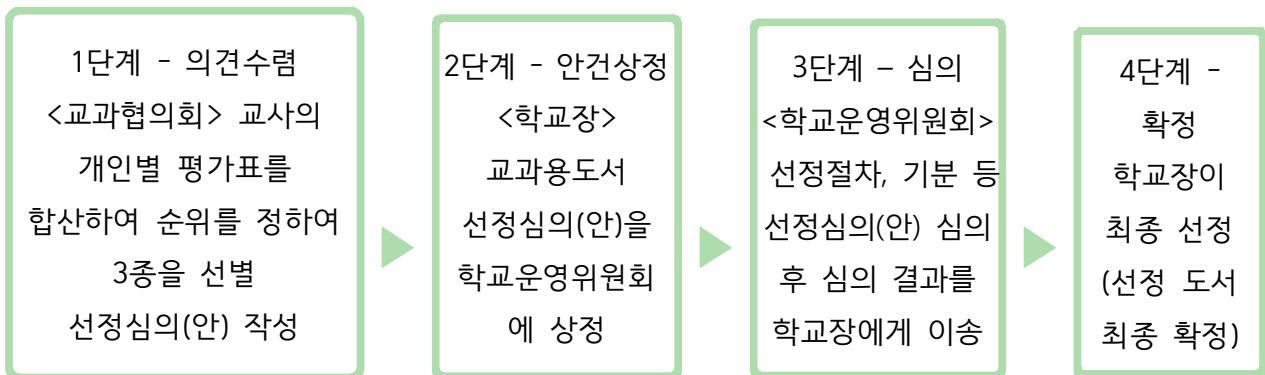 1단계 - 의견수렴
<교과협의회> 교사의
개인별 평가표를
합산하여 순위를 정하여
3종을 선별
선정심의(안) 작성
2단계 - 안건상정
<학교장>
교과용도서
선정심의(안)을
학교운영위원회
에 상정
3단계 – 심의
<학교운영위원회>
선정절차, 기분 등
선정심의(안) 심의
후 심의 결과를
학교장에게 이송
4단계 -
확정
학교장이
최종 선정
(선정 도서
최종 확정)